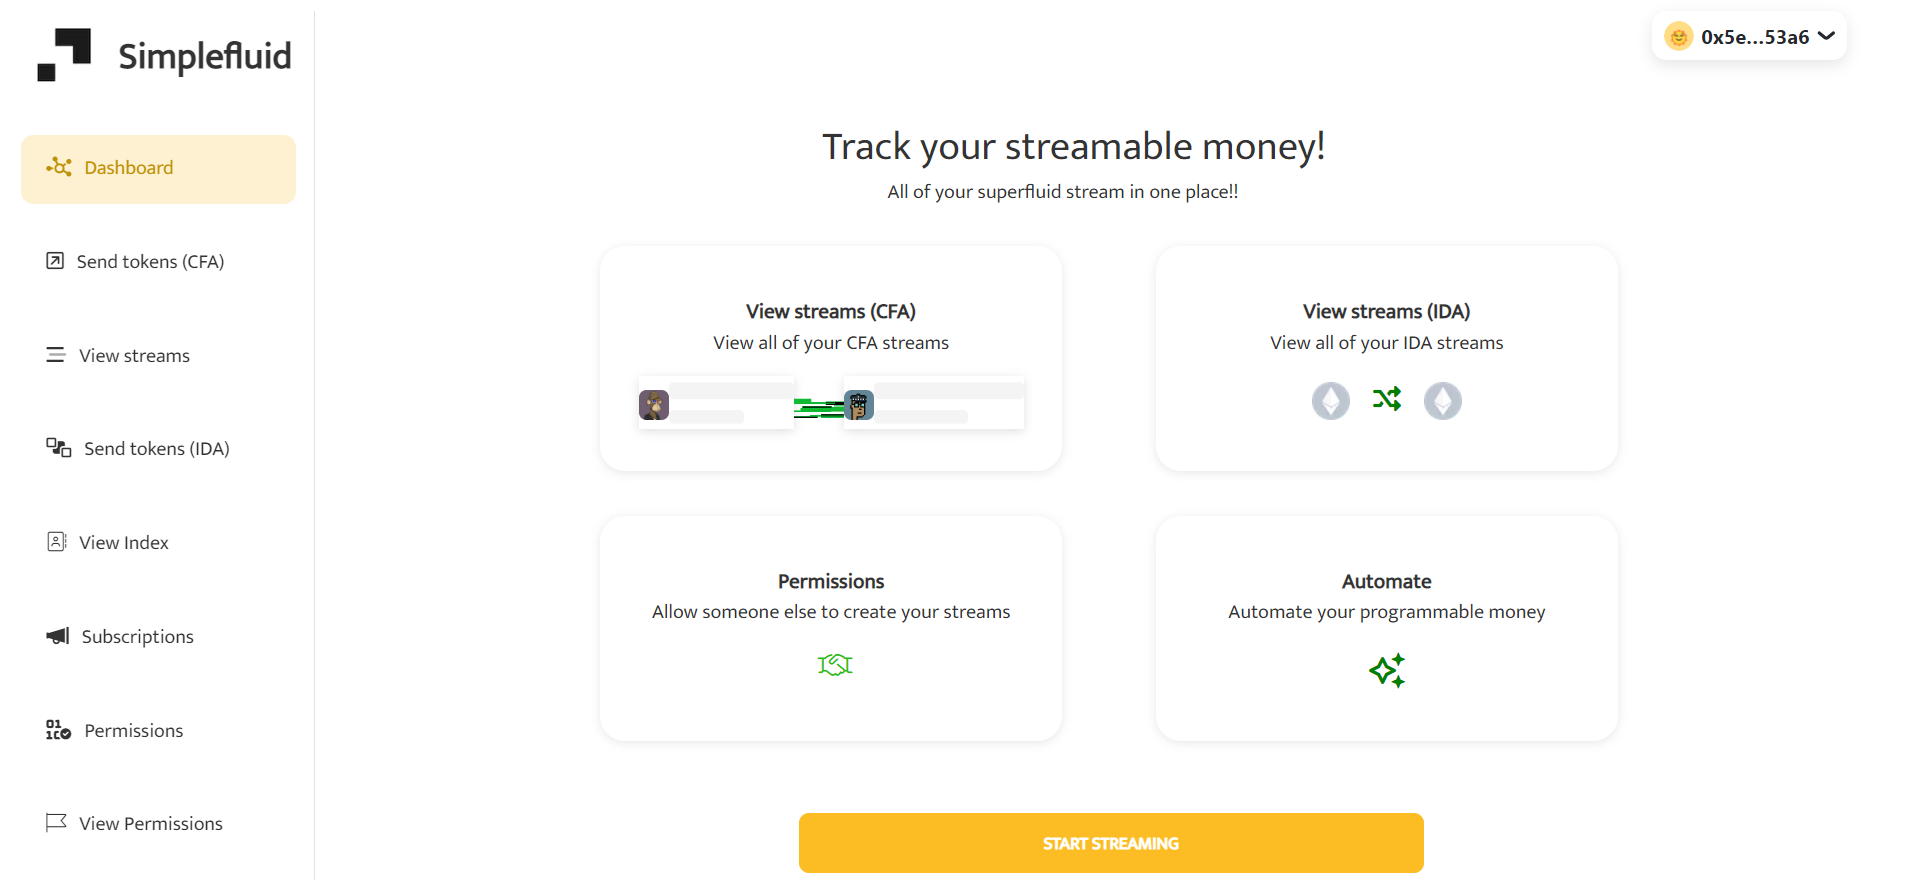 Simplefluid
0x5e...53a6
Dashboard
Send tokens (CFA)
View streams
Send tokens (IDA)
View Index
Subscriptions
Permissions
View Permissions
Track your streamable money!
All of your superfluid stream in one place!!
View streams (CFA)
View all of your CFA streams
View streams (IDA)
View all of your IDA streams
Permissions
Allow someone else to create your streams
Automate
Automate your programmable money
START STREAMING